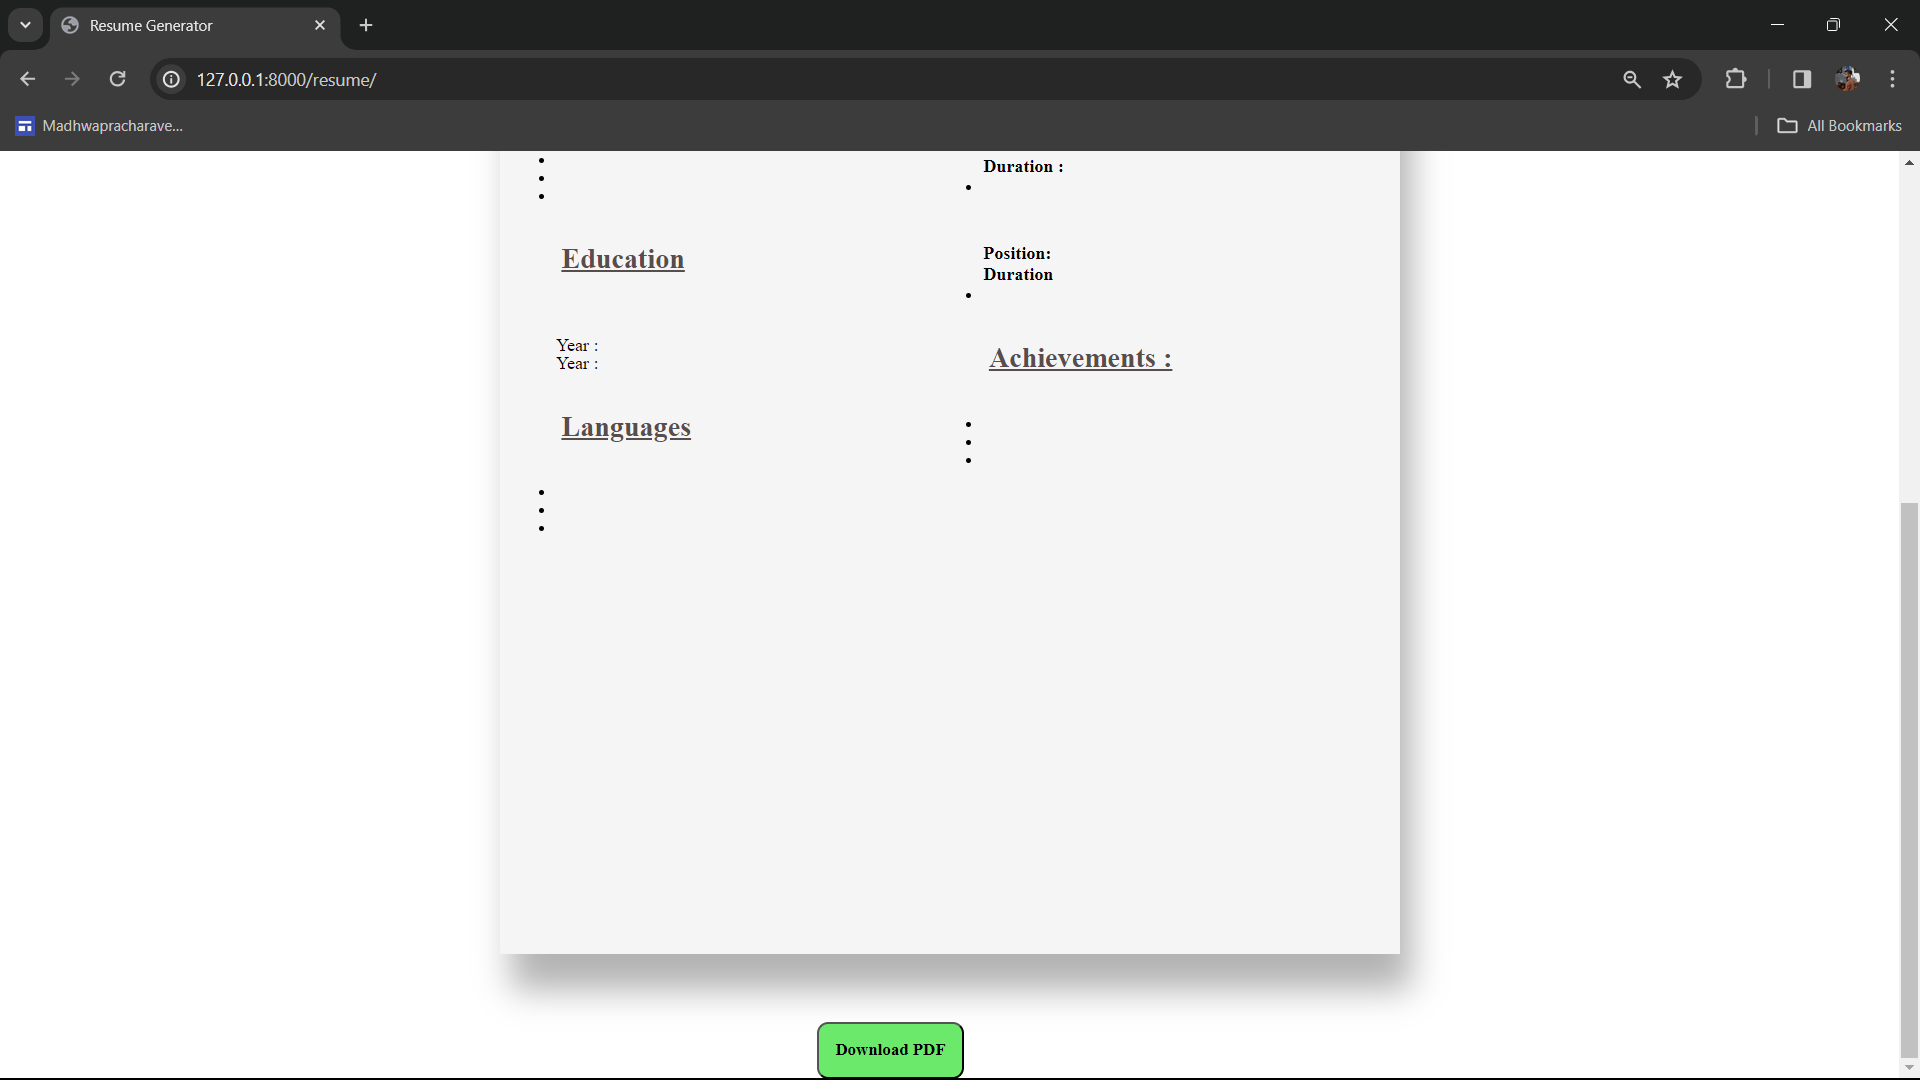 Resume Generator
127.0.0.1:8000/resume/
Madhwapracharave...
All Bookmarks
Duration :
Education
Year :
Year :
Languages
Position:
Duration
Achievements :
Download PDF